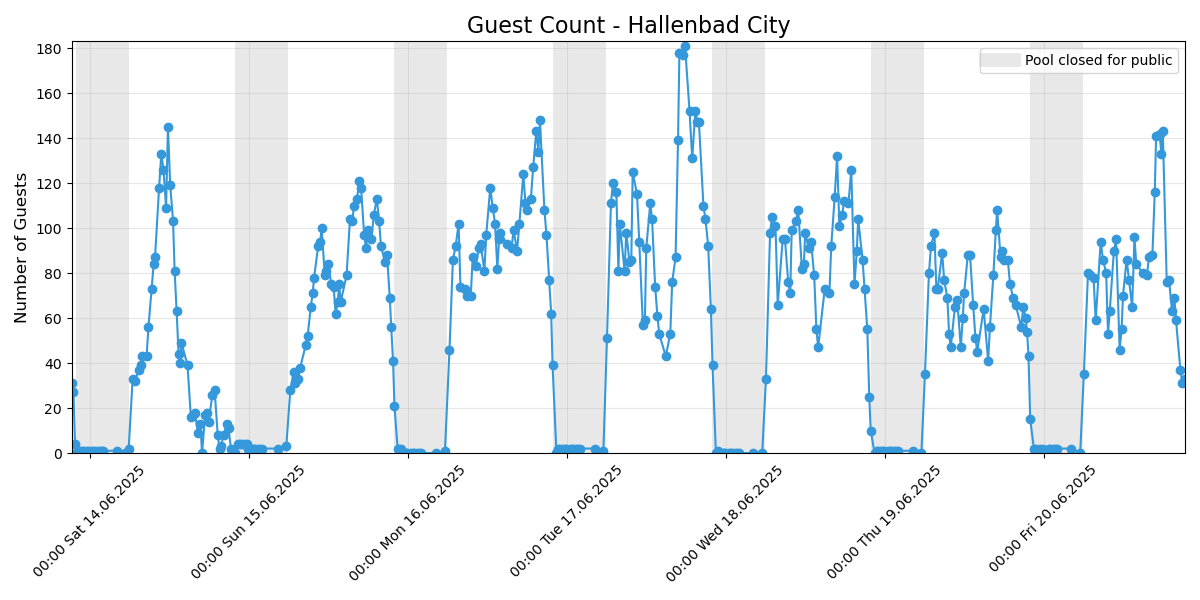 Guest Count - Hallenbad City
Pool closed for public
Number of Guests
180
160
140
120
100
80
60
40
20
0
00:00 Sat 14.06.2025
00:00 Sun 15.06.2025
00:00 Mon 16.06.2025
00:00 Tue 17.06.2025
00:00 Wed 18.06.2025
00:00 Thu 19.06.2025
00:00 Fri 20.06.2025